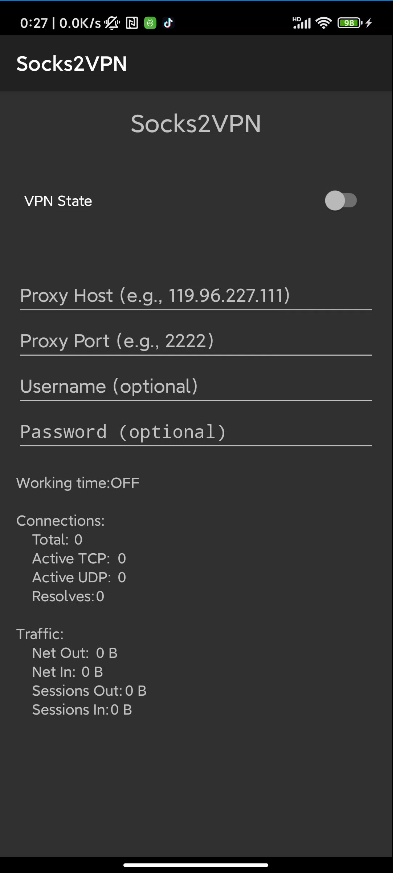 0:27 | 0.0K/s HD 98
Socks2VPN
Socks2VPN
VPN State
Proxy Host (e.g., 119.96.227.111)
Proxy Port (e.g., 2222)
Username (optional)
Password (optional)
Working time:OFF
Connections:
Total: 0
Active TCP: 0
Active UDP: 0
Resolves:0
Traffic:
Net Out: 0 B
Net In: 0 B
Sessions Out:0 B
Sessions In:0 B